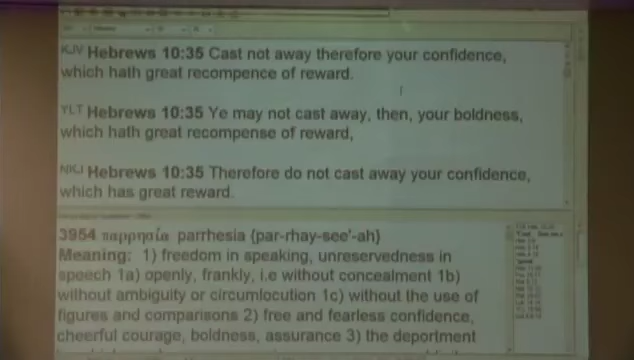 KJV Hebrews 10:35 Cast not away therefore your confidence,
which hath great recompence of reward.
YLT Hebrews 10:35 Ye may not cast away, then, your boldness,
which hath great recompense of reward,
NKJ Hebrews 10:35 Therefore do not cast away your confidence,
which has great reward.
3954 παρρησία parrhesia {par-rhay-see'-ah}
Meaning: 1) freedom in speaking, unreservedness in
speech 1a) openly, frankly, i.e without concealment 1b)
without ambiguity or circumlocution 1c) without the use of
figures and comparisons 2) free and fearless confidence,
cheerful courage, boldness, assurance 3) the deportment